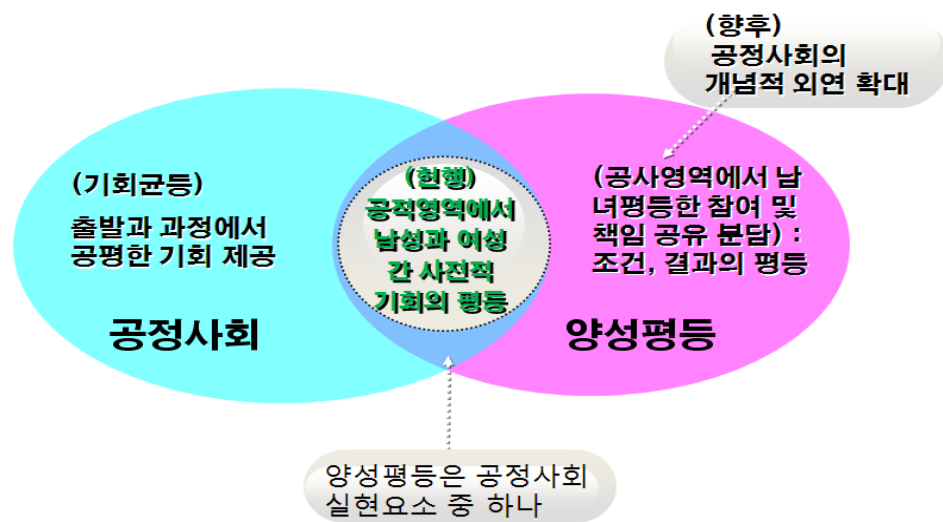 (향후)
공정사회의
개념적 외연 확대
(기회균등)
출발과 과정에서
공평한 기회 제공
공정사회
(현행)
공직영역에서
남성과 여성
간 사전적
기회의 평등
(공사영역에서 남
녀평등한 참여 및
책임 공유 분담) :
조건, 결과의 평등
양성평등
양성평등은 공정사회
실현요소 중 하나